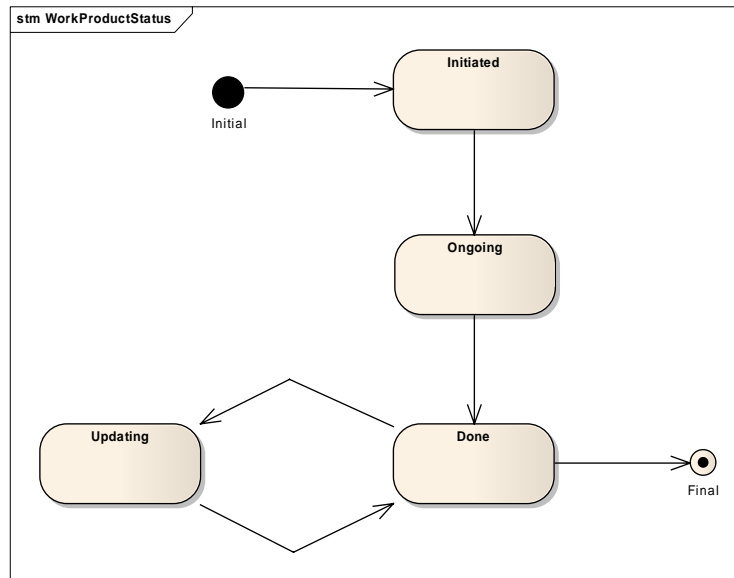 stm WorkProductStatus
Initiated
Initial
Ongoing
Updating
Done
Final